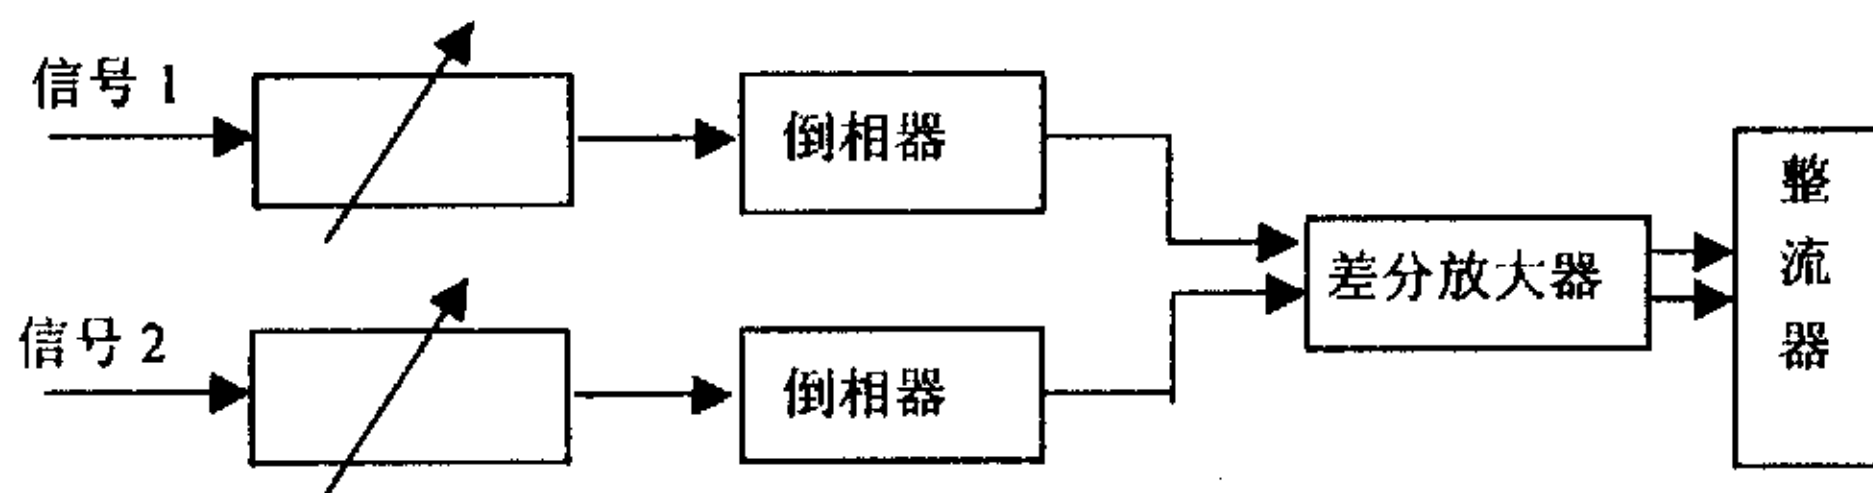 信号 1
倒相器
整流器
差分放大器
信号 2
倒相器